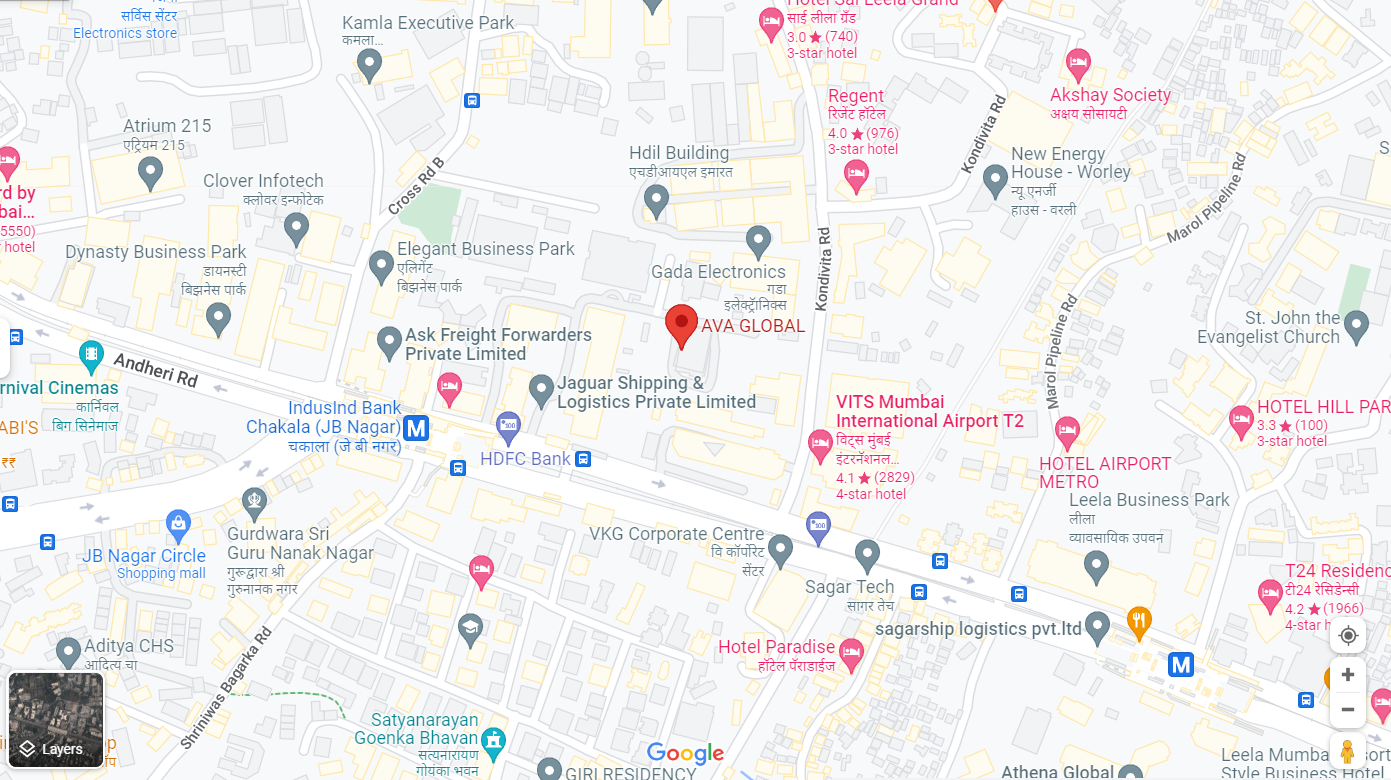 सर्विस सेंटर
Electronics store
Kamla Executive Park
कमला...
Hotel Sai Leela Grand
साई लीला ग्रँड
3.0 ★ (740)
3-star hotel
Akshay Society
अक्षय सोसायटी
Regent
रिजेंट हॉटेल
4.0 ★ (976)
3-star hotel
Kondivita Rd
Atrium 215
एट्रियम 215
Hdil Building
एचडीआयएल इमारत
New Energy
House - Worley
न्यू एनर्जी
हाउस - वरली
Marol Pipeline Rd
Clover Infotech
क्लोवर इन्फोटेक
Cross Rd B
rd by
bai...
5550)
hotel
Dynasty Business Park
डायनस्टी
बिझनेस पार्क
Elegant Business Park
एलिगेंट
बिझनेस पार्क
Gada Electronics
गडा
इलेक्ट्रॉनिक्स
Kondivita Rd
AVA GLOBAL
Ask Freight Forwarders
Private Limited
Marol Pipeline Rd
St. John the
Evangelist Church
Andheri Rd
rnival Cinemas
कार्निवल
बिग सिनेमाज
Jaguar Shipping &
Logistics Private Limited
IndusInd Bank
Chakala (JB Nagar)
चकाला (जे बी नगर)
M
VITS Mumbai
International Airport T2
विट्स मुंबई
इंटरनॅशनल...
4.1 ★ (2829)
4-star hotel
HOTEL HILL PAR
3.3 ★ (100)
3-star hotel
ABI'S
₹₹
HDFC Bank
HOTEL AIRPORT
METRO
Leela Business Park
लीला
व्यावसायिक उपवन
Gurdwara Sri
Guru Nanak Nagar
गुरूद्वारा श्री
गुरुनानक नगर
JB Nagar Circle
Shopping mall
VKG Corporate Centre
वि कॉर्पोरेट
सेंटर
Sagar Tech
सागर तेच
T24 Residenc
टी24 रेसिडेन्सी
4.2 ★ (1966)
4-star h
sagarship logistics pvt.ltd
Hotel Paradise
हॉटेल पॅराडाईज
M
Aditya CHS
आदित्य चा
Shriniwas Bagarka Rd
Satyanarayan
Goenka Bhavan
सत्यनारायण
गोयंका भवन
Layers
Google
GIRI RESIDENCY
Athena Global
Leela Mumba
sort
Style Business Hotel